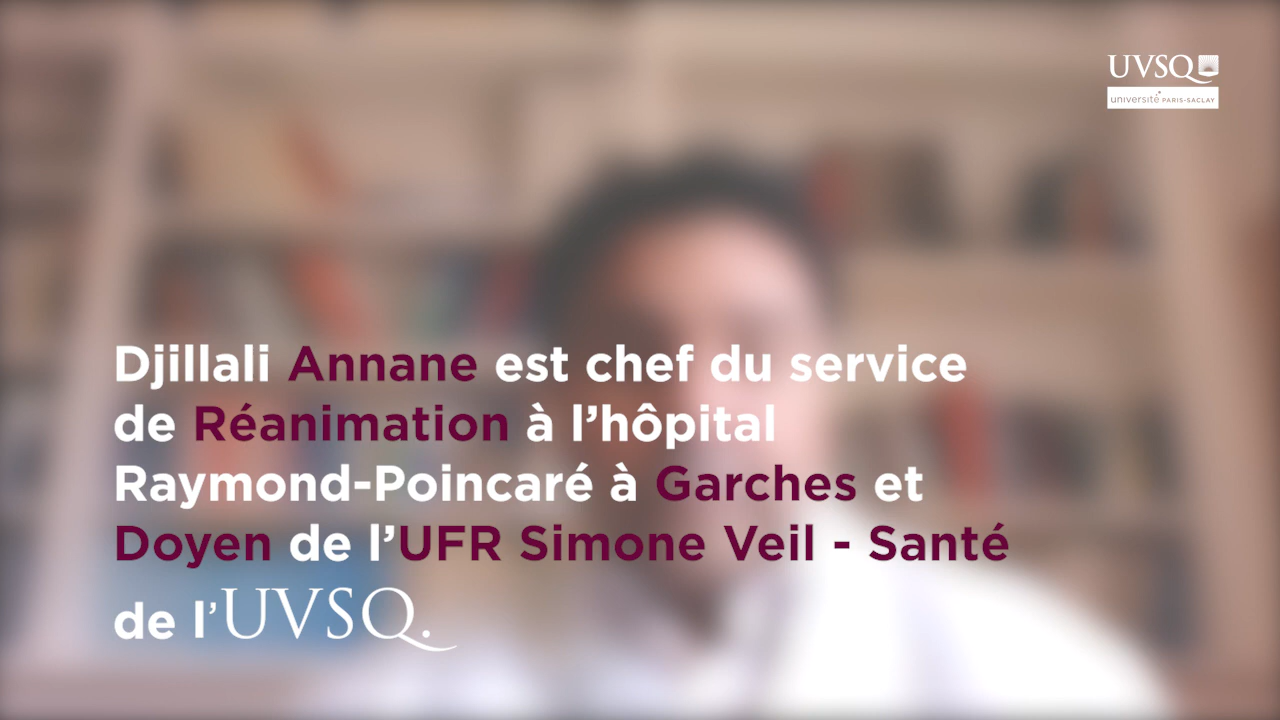 UVSQ
université PARIS-SACLAY
Djillali Annane est chef du service
de Réanimation à l’hôpital
Raymond-Poincaré à Garches et
Doyen de l’UFR Simone Veil - Santé
de l’UVSQ.